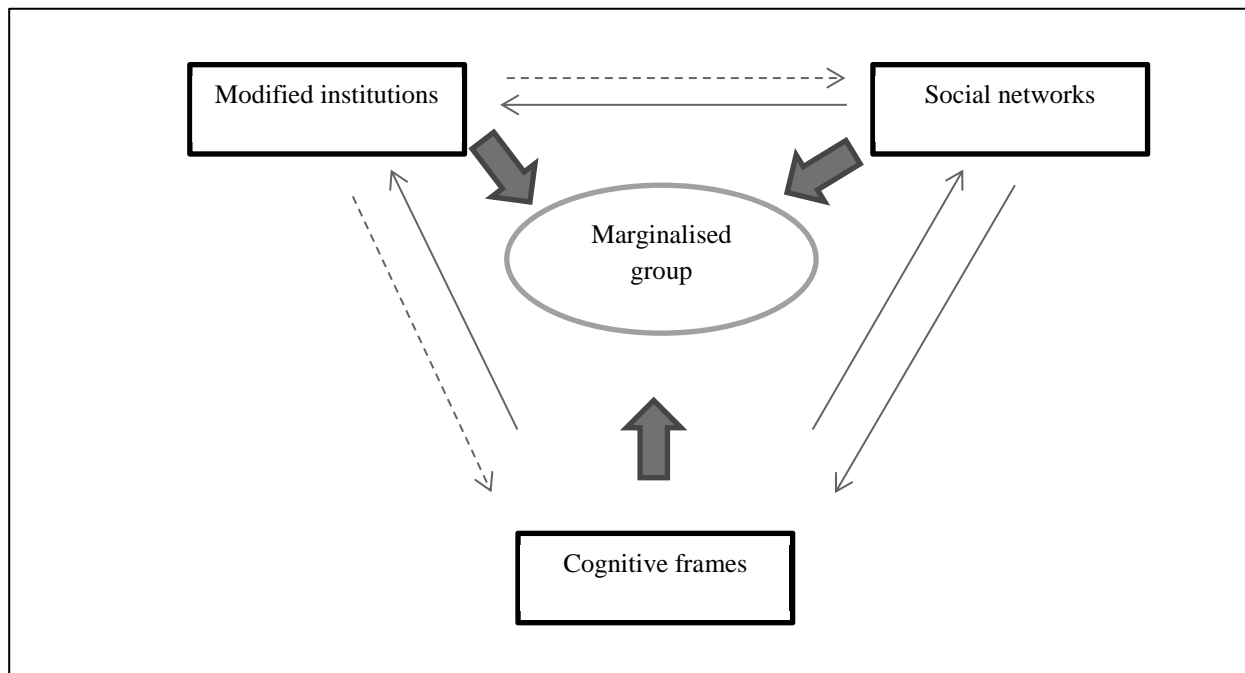 Modified institutions
Social networks
Marginalised
group
Cognitive frames